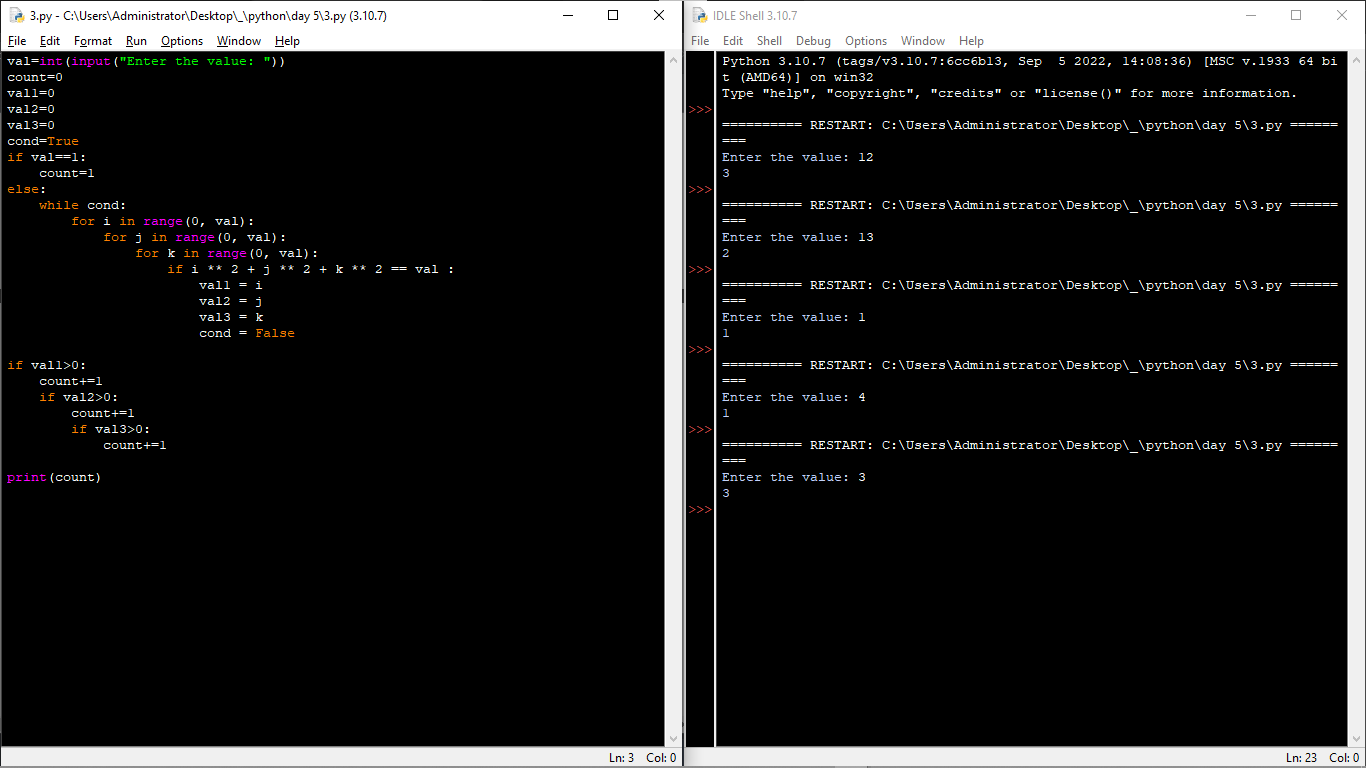 3.py - C:\Users\Administrator\Desktop\_\python\day 5\3.py (3.10.7)
File Edit Format Run Options Window Help
val=int(input("Enter the value: "))
count=0
val1=0
val2=0
val3=0
cond=True
if val==1:
    count=1
else:
    while cond:
        for i in range(0, val):
            for j in range(0, val):
                for k in range(0, val):
                    if i ** 2 + j ** 2 + k ** 2 == val :
                        val1 = i
                        val2 = j
                        val3 = k
                        cond = False
if val1>0:
    count+=1
    if val2>0:
        count+=1
        if val3>0:
            count+=1
print(count)
Ln: 3 Col: 0
IDLE Shell 3.10.7
File Edit Shell Debug Options Window Help
Python 3.10.7 (tags/v3.10.7:6cc6b13, Sep  5 2022, 14:08:36) [MSC v.1933 64 bi
t (AMD64)] on win32
Type "help", "copyright", "credits" or "license()" for more information.
>>>
========== RESTART: C:\Users\Administrator\Desktop\_\python\day 5\3.py ======
===
Enter the value: 12
3
>>>
========== RESTART: C:\Users\Administrator\Desktop\_\python\day 5\3.py ======
===
Enter the value: 13
2
>>>
========== RESTART: C:\Users\Administrator\Desktop\_\python\day 5\3.py ======
===
Enter the value: 1
1
>>>
========== RESTART: C:\Users\Administrator\Desktop\_\python\day 5\3.py ======
===
Enter the value: 4
1
>>>
========== RESTART: C:\Users\Administrator\Desktop\_\python\day 5\3.py ======
===
Enter the value: 3
3
>>>
Ln: 23 Col: 0